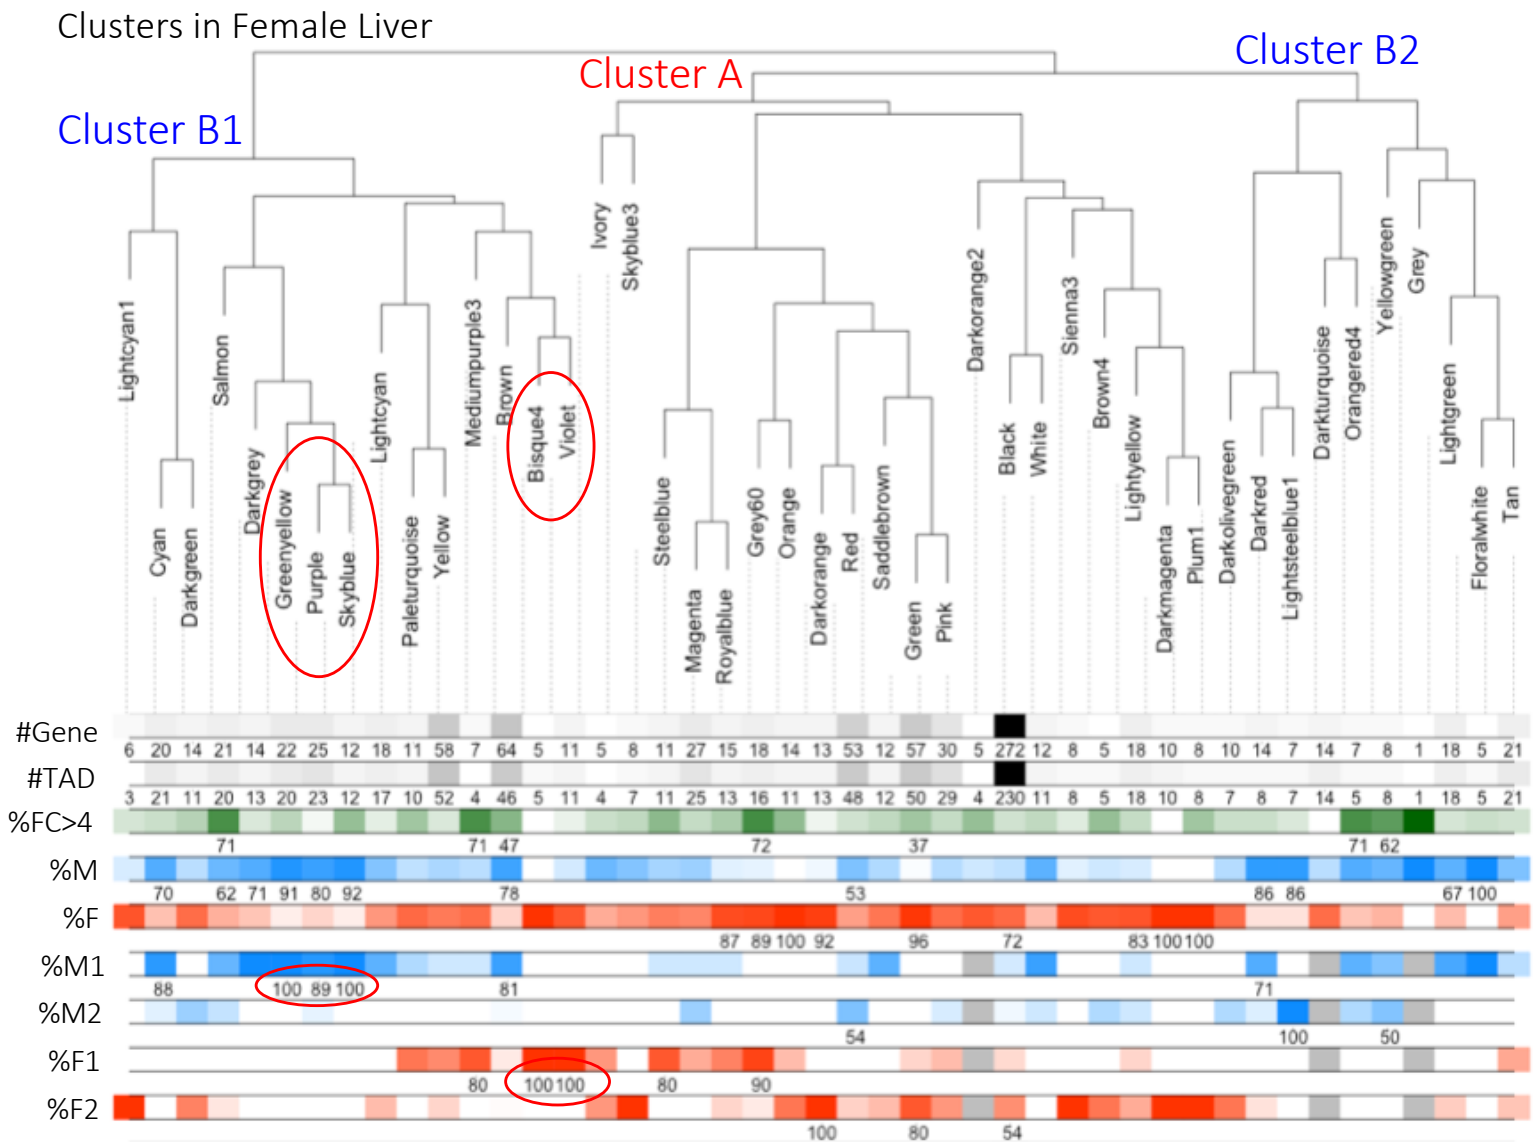 Clusters in Female Liver
Cluster B2
Cluster A
Cluster B1
Lightcyan1
Cyan
Darkgreen
Salmon
Darkgrey
Greenyellow
Purple
Skyblue
Lightcyan
Paleturquoise
Yellow
Mediumpurple3
Brown
Bisque4
Violet
Ivory
Skyblue3
Steelblue
Magenta
Royalblue
Grey60
Orange
Darkorange
Red
Saddlebrown
Green
Pink
Darkorange2
Black
White
Sienna3
Brown4
Lightyellow
Darkmagenta
Plum1
Darkolivegreen
Darkred
Lightsteelblue1
Darkturquoise
Orangered4
Yellowgreen
Grey
Lightgreen
Floralwhite
Tan
#Gene
6 20 14 21 14 22 25 12 18 11 58 7 64 5 11 5 8 11 27 15 18 14 13 53 12 57 30 5 272 12 8 5 18 10 8 10 14 7 14 7 8 1 18 5 21
#TAD
3 21 11 20 13 20 23 12 17 10 52 4 46 5 11 4 7 11 25 13 16 11 13 48 12 50 29 4 230 11 8 5 18 10 8 7 8 7 14 5 8 1 18 5 21
%FC>4
71 71 47 72 37 71 62
%M
70 62 71 91 80 92 78 53 86 86 67 100
%F
87 89 100 92 96 72 83 100 100
%M1
88 100 89 100 81 71
%M2
54 100 50
%F1
80 100 100 80 90
%F2
100 80 54